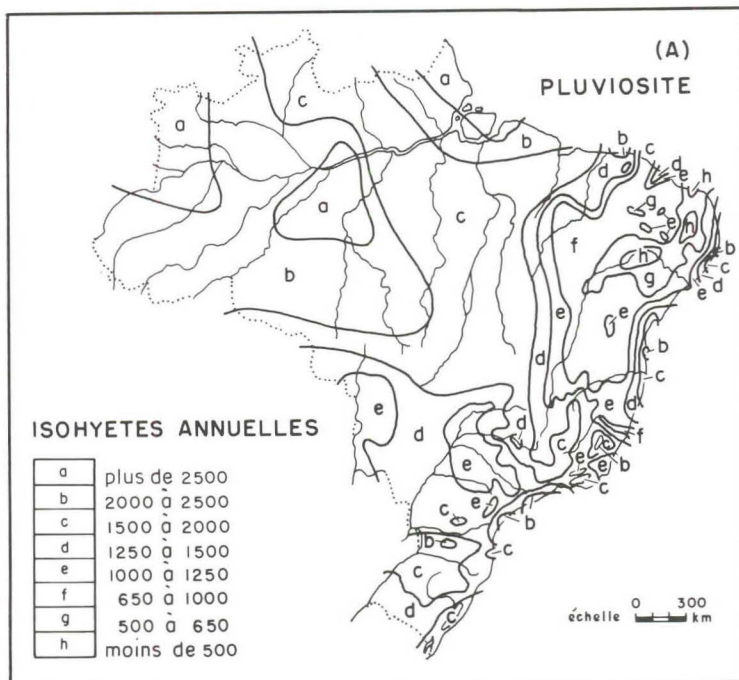 (A)
PLUVIOSITE
a
c
a
b
b c
d
d
e h
g
e
h
a
c
f
h
g
b
c
e d
b
e
e
d
b
c
e
d
d
e d
f
c
c
e
e
b
e
c
e
c
e
b
c
b
c
c
d
c
ISOHYETES ANNUELLES
a plus de 2500
b 2000 à 2500
c 1500 à 2000
d 1250 à 1500
e 1000 à 1250
f 650 à 1000
g 500 à 650
h moins de 500
échelle 0 300 km